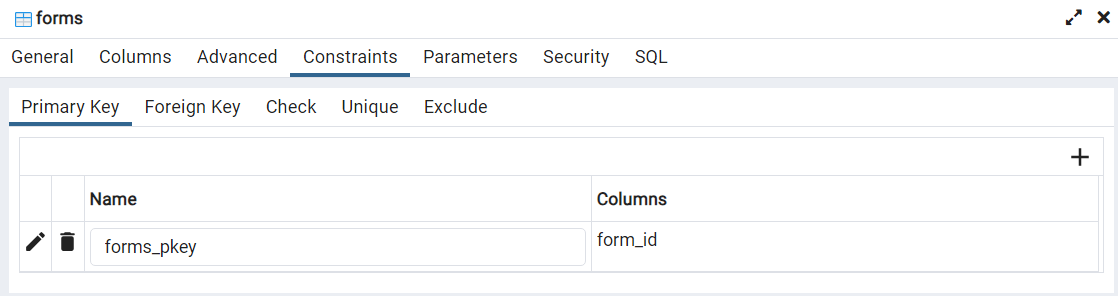 forms
General Columns Advanced Constraints Parameters Security SQL
Primary Key Foreign Key Check Unique Exclude
Name Columns
forms_pkey form_id